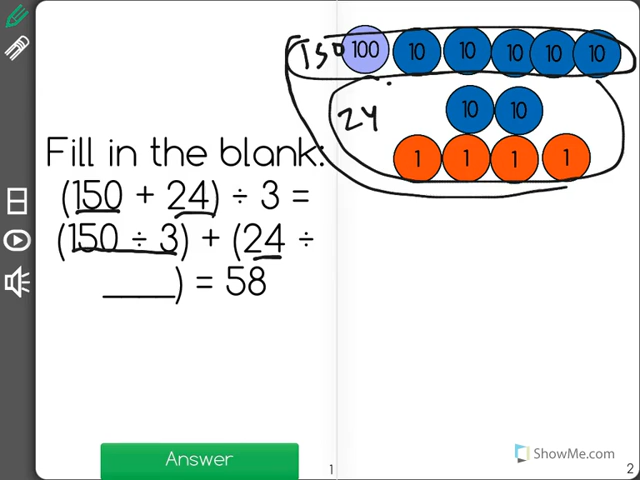 150 100 10 10 10 10 10
24 10 10
1 1 1 1
Fill in the blank:
(150 + 24) ÷ 3 =
(150 ÷ 3) + (24 ÷
_____) = 58
Answer
1
2
ShowMe.com